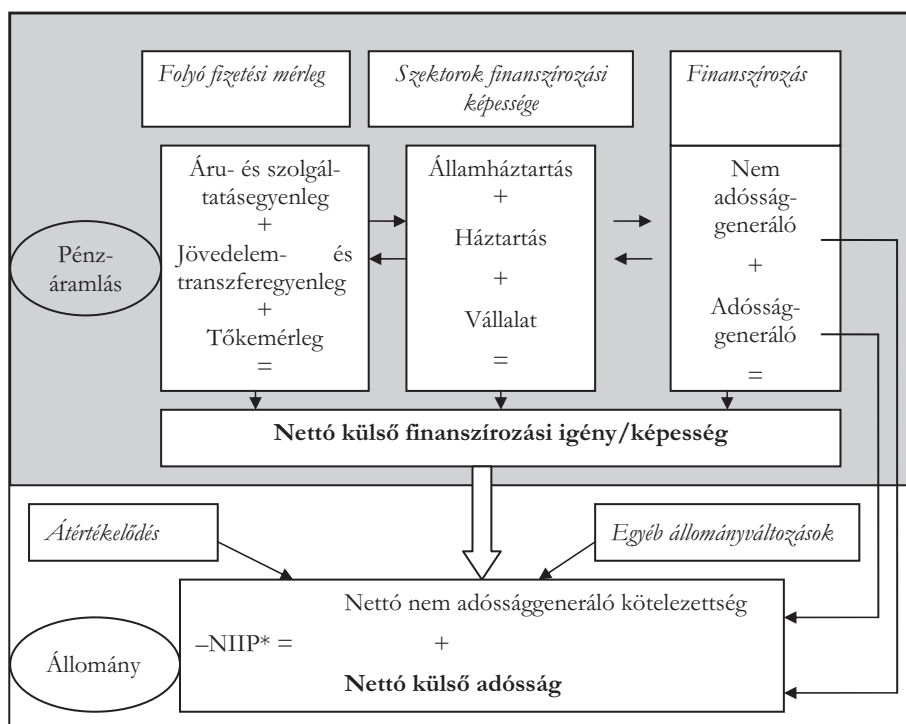 Folyó fizetési mérleg
Szektorok finanszírozási
képessége
Finanszírozás
Pénz-
áramlás
Áru- és szolgál-
tatásegyenleg
+
Jövedelem- és
transzferegyenleg
+
Tőkemérleg
=
Államháztartás
+
Háztartás
+
Vállalat
=
Nem
adósság-
generáló
+
Adósság-
generáló
=
Nettó külső finanszírozási igény/képesség
Átértékelődés
Egyéb állományváltozások
Állomány
Nettó nem adóssággeneráló kötelezettség
–NIIP* = +
Nettó külső adósság